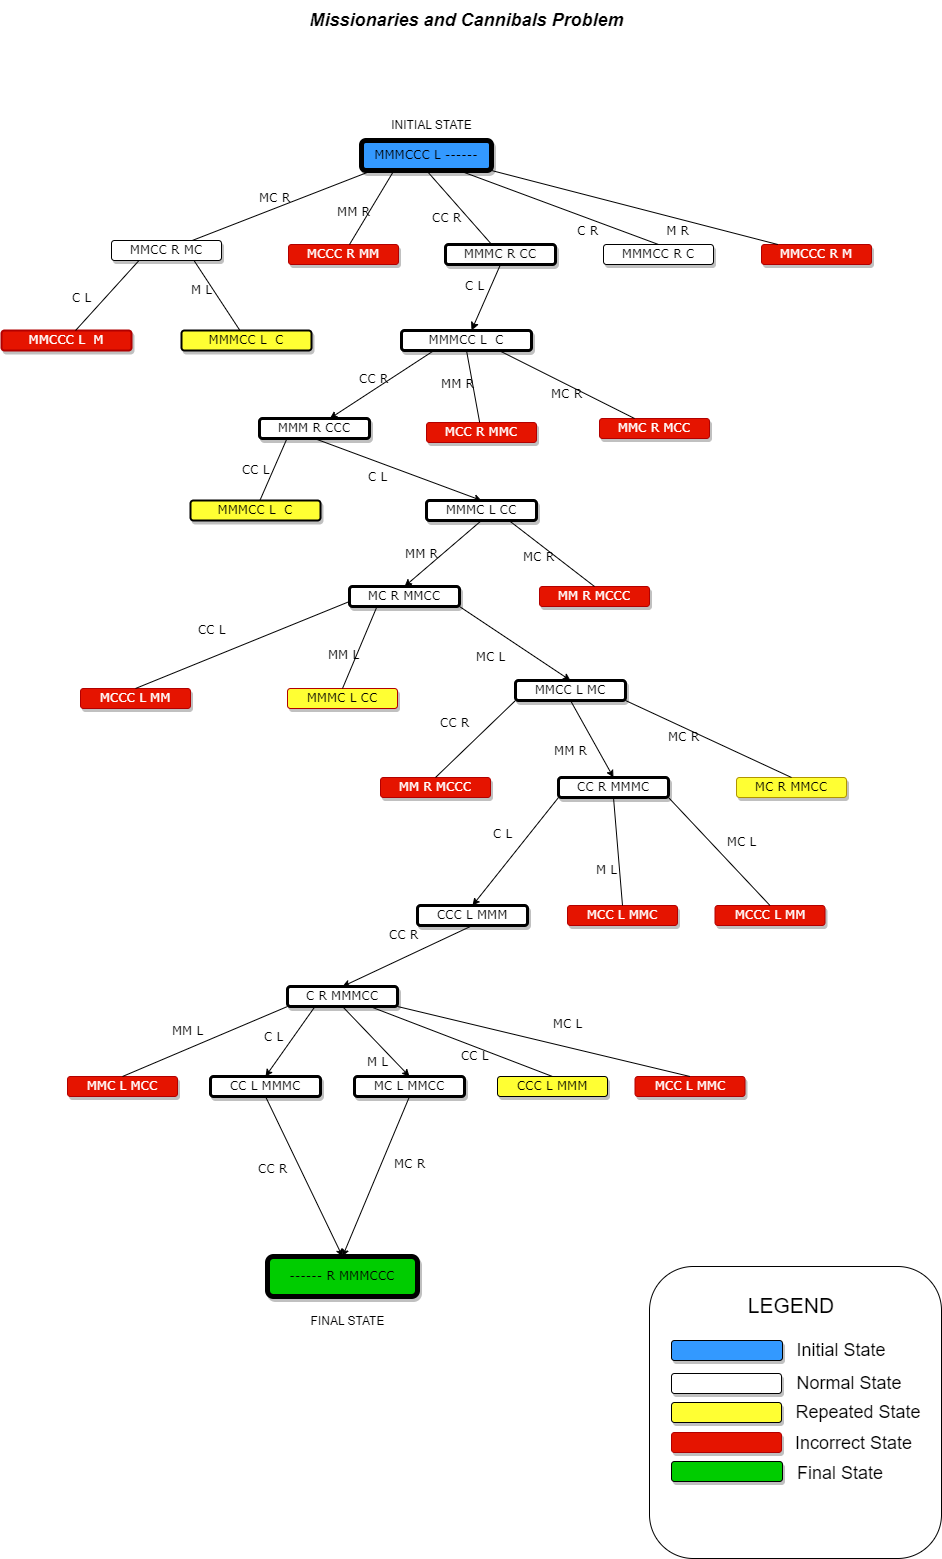 Missionaries and Cannibals Problem
INITIAL STATE
MMMCCC L ------
MC R
MM R
CC R
C R
M R
MMCC R MC
MCCC R MM
MMMC R CC
MMMCC R C
MMCCC R M
C L
M L
C L
MMCCC L  M
MMMCC L  C
MMMCC L  C
CC R
MM R
MC R
MMM R CCC
MCC R MMC
MMC R MCC
CC L
C L
MMMCC L  C
MMMC L CC
MM R
MC R
MC R MMCC
MM R MCCC
CC L
MM L
MC L
MCCC L MM
MMMC L CC
MMCC L MC
CC R
MM R
MC R
MM R MCCC
CC R MMMC
MC R MMCC
C L
M L
MC L
CCC L MMM
MCC L MMC
MCCC L MM
CC R
C R MMMCC
MM L
C L
M L
CC L
MC L
MMC L MCC
CC L MMMC
MC L MMCC
CCC L MMM
MCC L MMC
CC R
MC R
------ R MMMCCC
FINAL STATE
LEGEND
Initial State
Normal State
Repeated State
Incorrect State
Final State